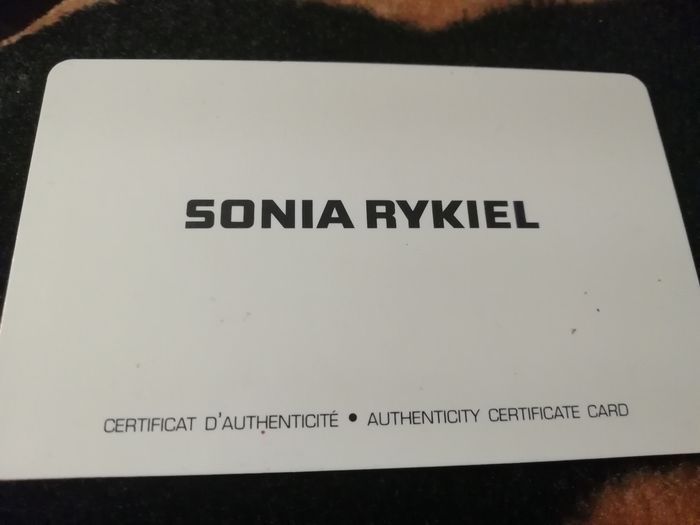 SONIA RYKIEL
CERTIFICAT D'AUTHENTICITÉ • AUTHENTICITY CERTIFICATE CARD